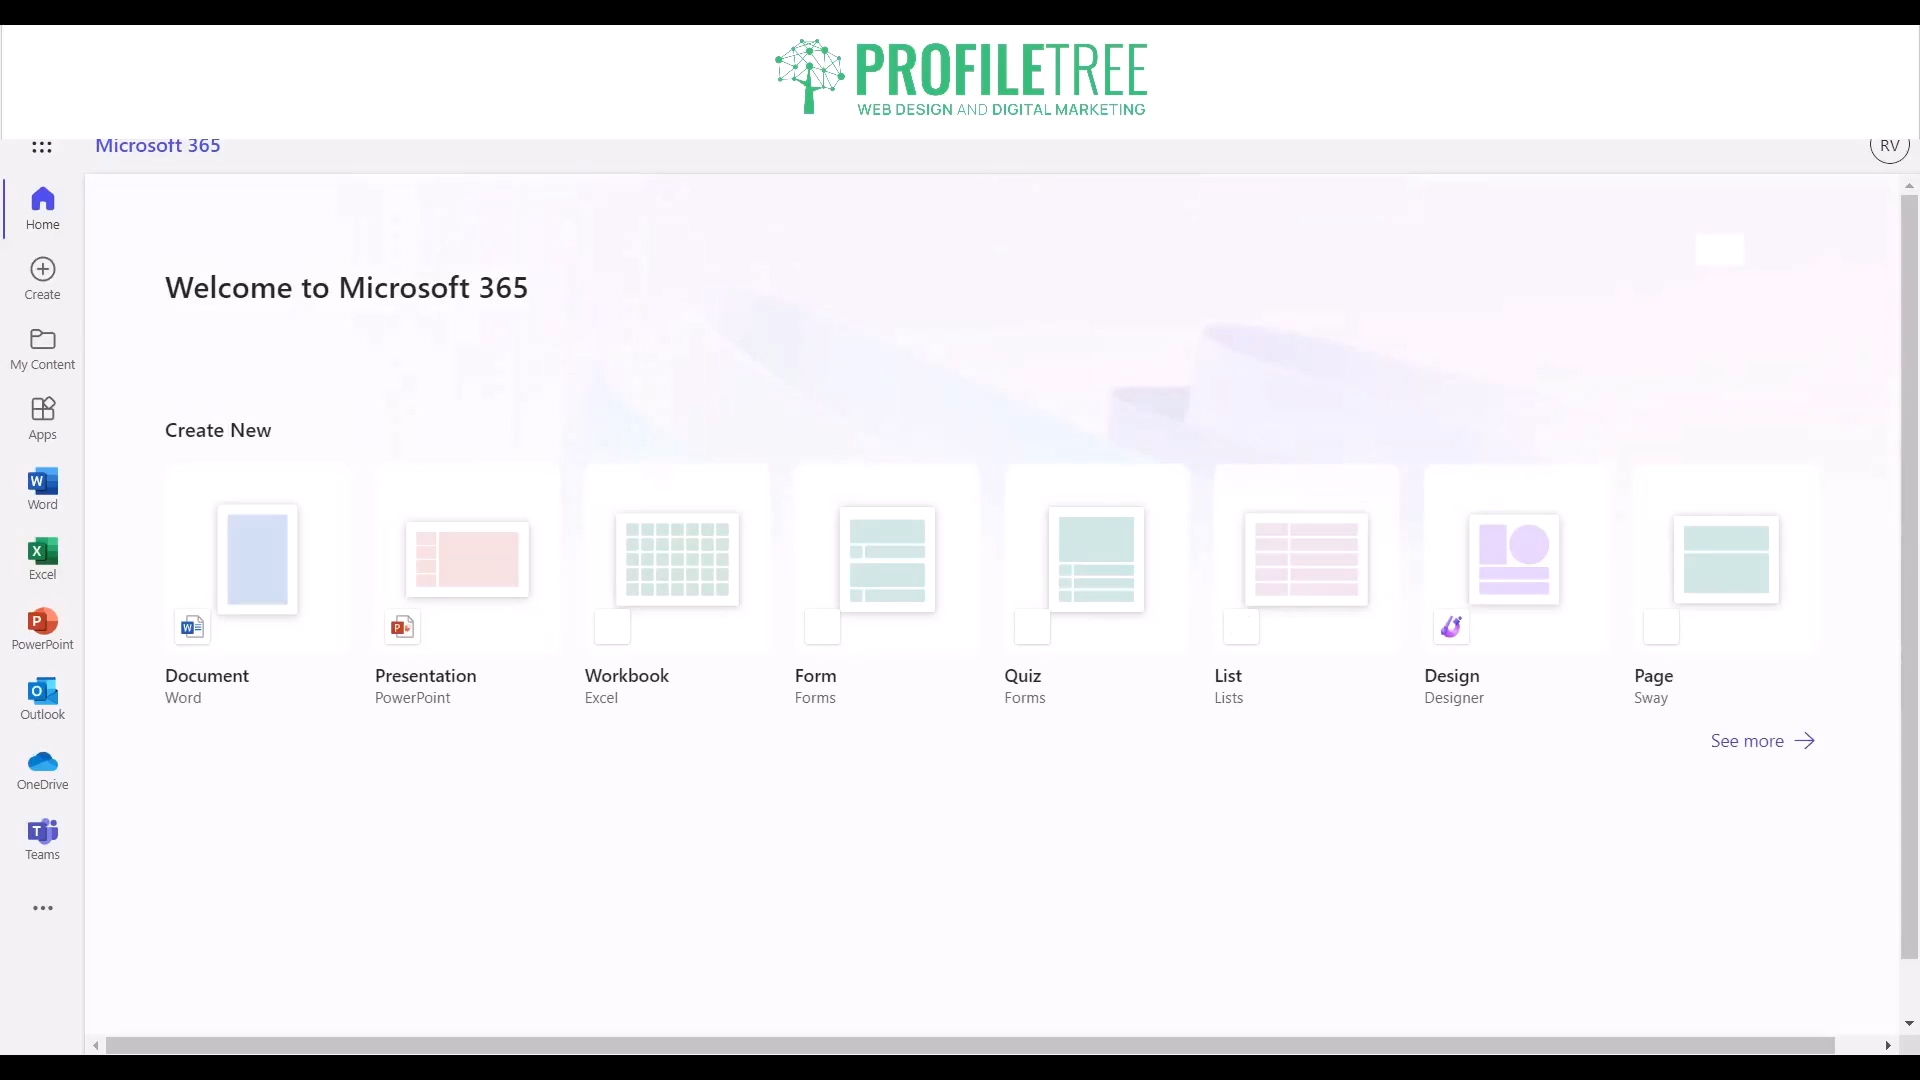 PROFILETREE
WEB DESIGN AND DIGITAL MARKETING
Microsoft 365
RV
Home
Create
My Content
Apps
Word
Excel
PowerPoint
Outlook
OneDrive
Teams
Welcome to Microsoft 365
Create New
Document
Word
Presentation
PowerPoint
Workbook
Excel
Form
Forms
Quiz
Forms
List
Lists
Design
Designer
Page
Sway
See more